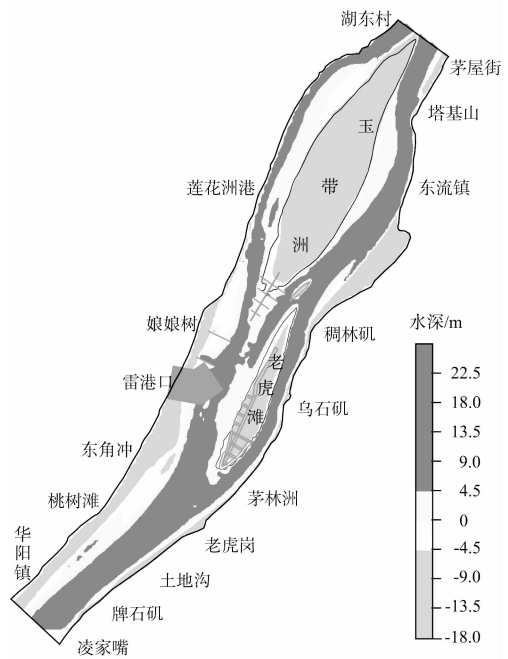 湖东村
茅屋街
塔基山
玉
带
洲
莲花洲港
东流镇
娘娘树
稠林矶
水深/m
雷港口
老
虎
滩
乌石矶
东角冲
桃树滩
茅林洲
华
阳
镇
老虎岗
土地沟
牌石矶
凌家嘴
22.5
18.0
13.5
9.0
4.5
0
-4.5
-9.0
-13.5
-18.0